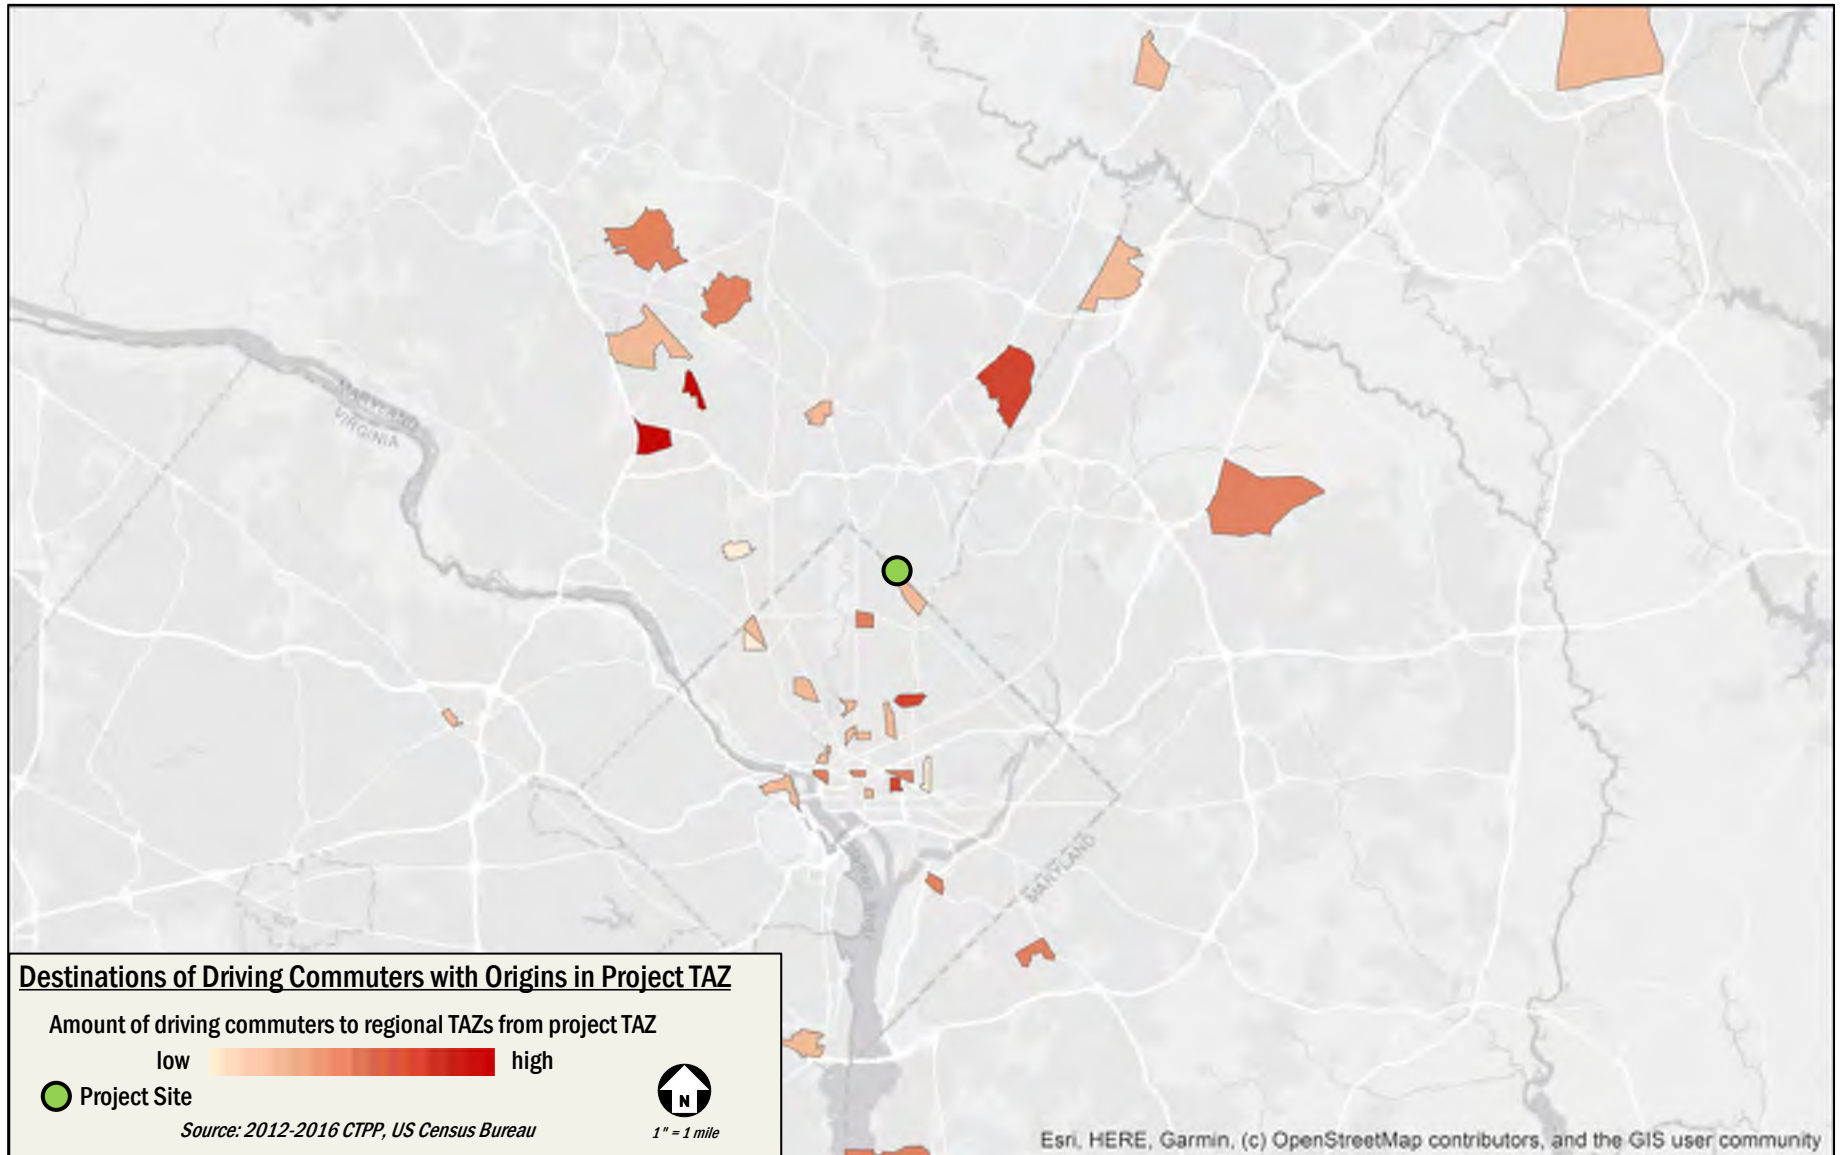 MARYLAND
VIRGINIA
MARYLAND
Destinations of Driving Commuters with Origins in Project TAZ
Amount of driving commuters to regional TAZs from project TAZ
low high
Project Site
N
Source: 2012-2016 CTPP, US Census Bureau
1" = 1 mile
Esri, HERE, Garmin, (c) OpenStreetMap contributors, and the GIS user community